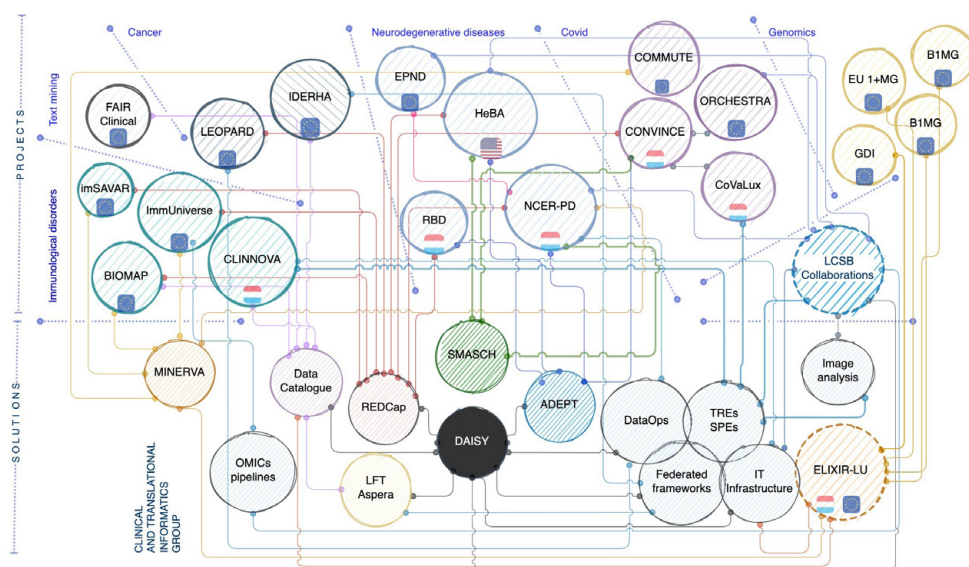 Cancer
Neurodegenerative diseases
Covid
Genomics
PROJECTS
Text mining
FAIR
Clinical
LEOPARD
IDERHA
EPND
HeBA
COMMUTE
CONVINCE
ORCHESTRA
EU 1+MG
B1MG
B1MG
GDI
Immunological disorders
imSAVAR
ImmUniverse
BIOMAP
CLINNOVA
RBD
NCER-PD
CoVaLux
LCSB
Collaborations
SOLUTION
MINERVA
Data
Catalogue
REDCap
SMASCH
ADEPT
DAISY
DataOps
TREs
SPEs
Image
analysis
OMICs
pipelines
LFT
Aspera
Federated
frameworks
IT
Infrastructure
ELIXIR-LU
CLINICAL
AND TRANSLATIONAL
INFORMATICS
GROUP